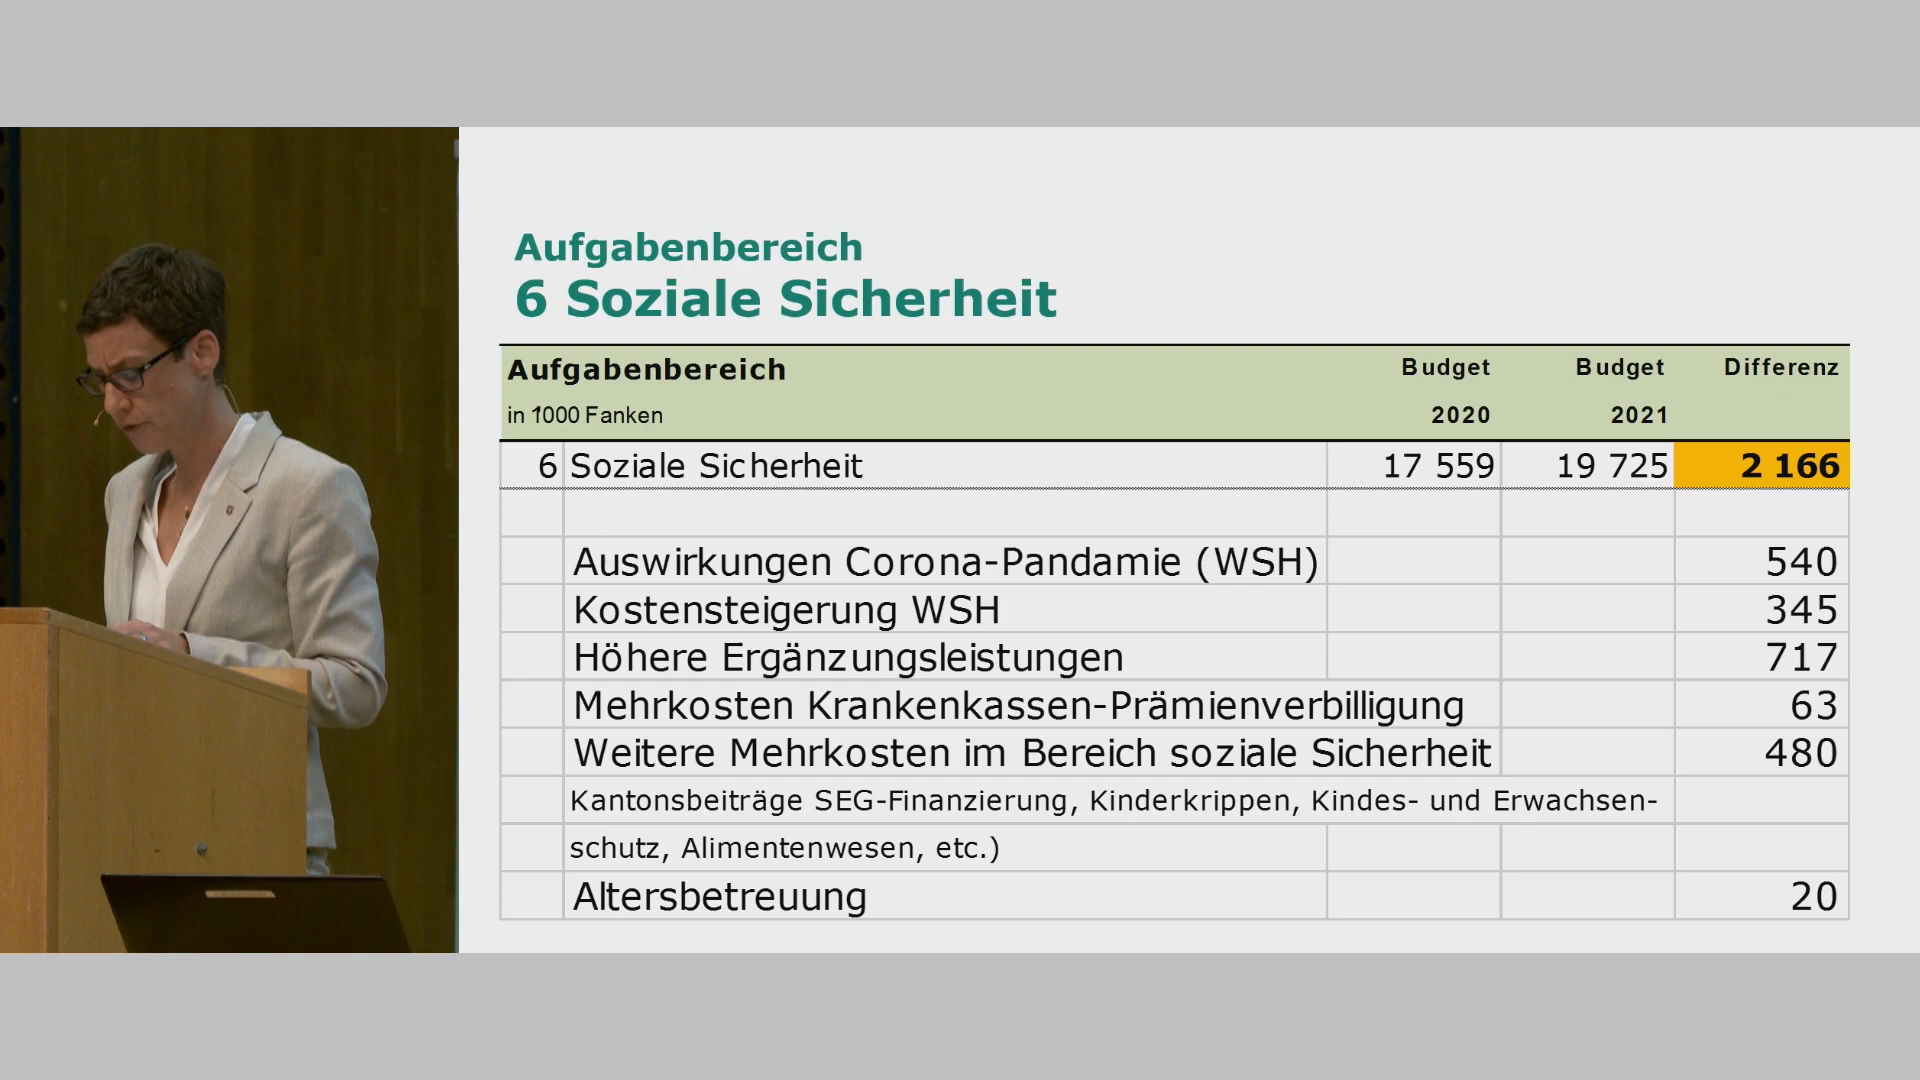 Aufgabenbereich
6 Soziale Sicherheit
Aufgabenbereich Budget Budget Differenz
in 1000 Fanken 2020 2021
6 Soziale Sicherheit 17 559 19 725 2 166
Auswirkungen Corona-Pandamie (WSH) 540
Kostensteigerung WSH 345
Höhere Ergänzungsleistungen 717
Mehrkosten Krankenkassen-Prämienverbilligung 63
Weitere Mehrkosten im Bereich soziale Sicherheit 480
Kantonsbeiträge SEG-Finanzierung, Kinderkrippen, Kindes- und Erwachsen-
schutz, Alimentenwesen, etc.)
Altersbetreuung 20